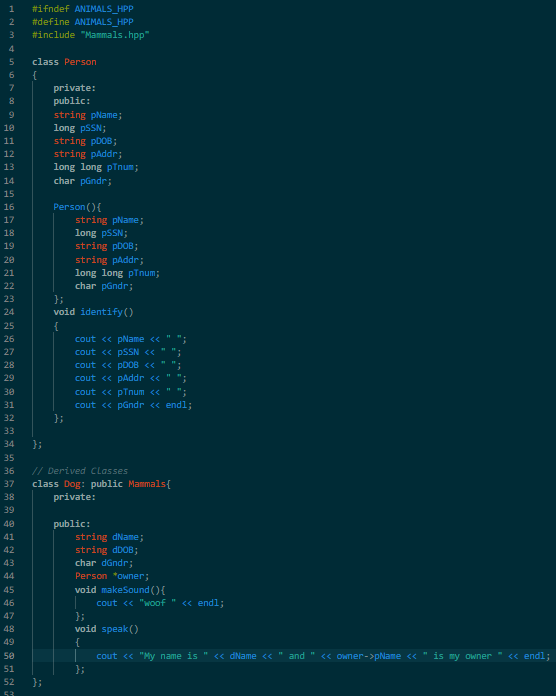 1 #ifndef ANIMALS_HPP
2 #define ANIMALS_HPP
3 #include "Mammals.hpp"
4
5 class Person
6 {
7 private:
8 public:
9 string pName;
10 long pSSN;
11 string pDOB;
12 string pAddr;
13 long long pTnum;
14 char pGndr;
15
16 Person(){
17 string pName;
18 long pSSN;
19 string pDOB;
20 string pAddr;
21 long long pTnum;
22 char pGndr;
23 };
24 void identify()
25 {
26 cout << pName << " ";
27 cout << pSSN << " ";
28 cout << pDOB << " ";
29 cout << pAddr << " ";
30 cout << pTnum << " ";
31 cout << pGndr << endl;
32 };
33
34 };
35
36 // Derived Classes
37 class Dog: public Mammals{
38 private:
39
40 public:
41 string dName;
42 string dDOB;
43 char dGndr;
44 Person *owner;
45 void makeSound(){
46 cout << "woof " << endl;
47 };
48 void speak()
49 {
50 cout << "My name is " << dName << " and " << owner->pName << " is my owner " << endl;
51 };
52 };
53